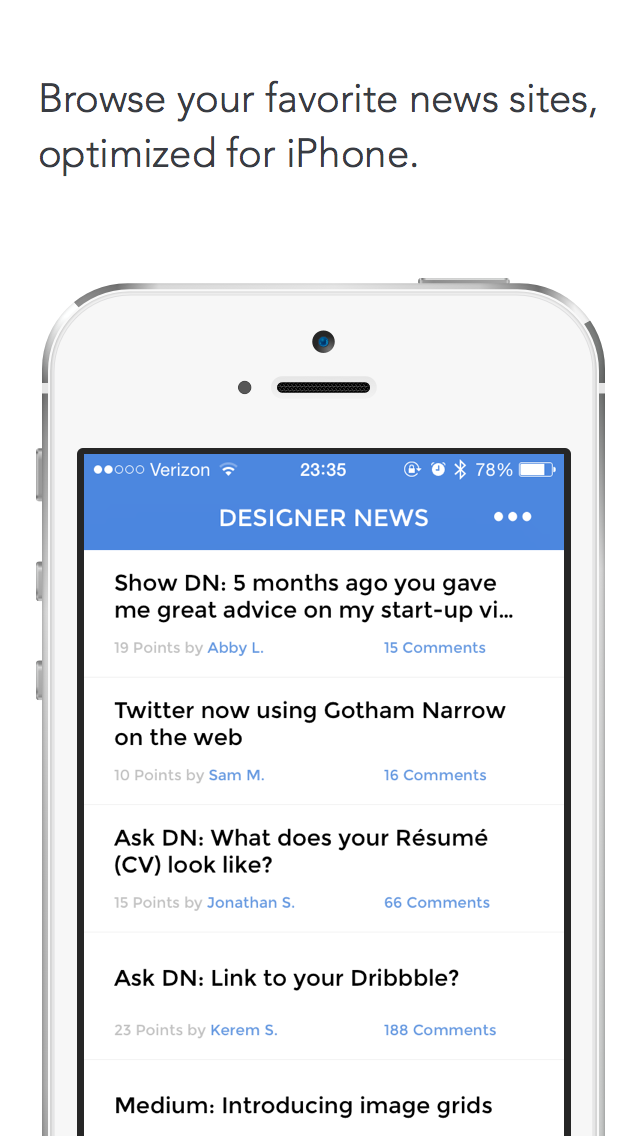 Browse your favorite news sites,
optimized for iPhone.
Verizon 23:35 78%
DESIGNER NEWS
Show DN: 5 months ago you gave
me great advice on my start-up vi...
19 Points by Abby L. 15 Comments
Twitter now using Gotham Narrow
on the web
10 Points by Sam M. 16 Comments
Ask DN: What does your Résumé
(CV) look like?
15 Points by Jonathan S. 66 Comments
Ask DN: Link to your Dribbble?
23 Points by Kerem S. 188 Comments
Medium: Introducing image grids